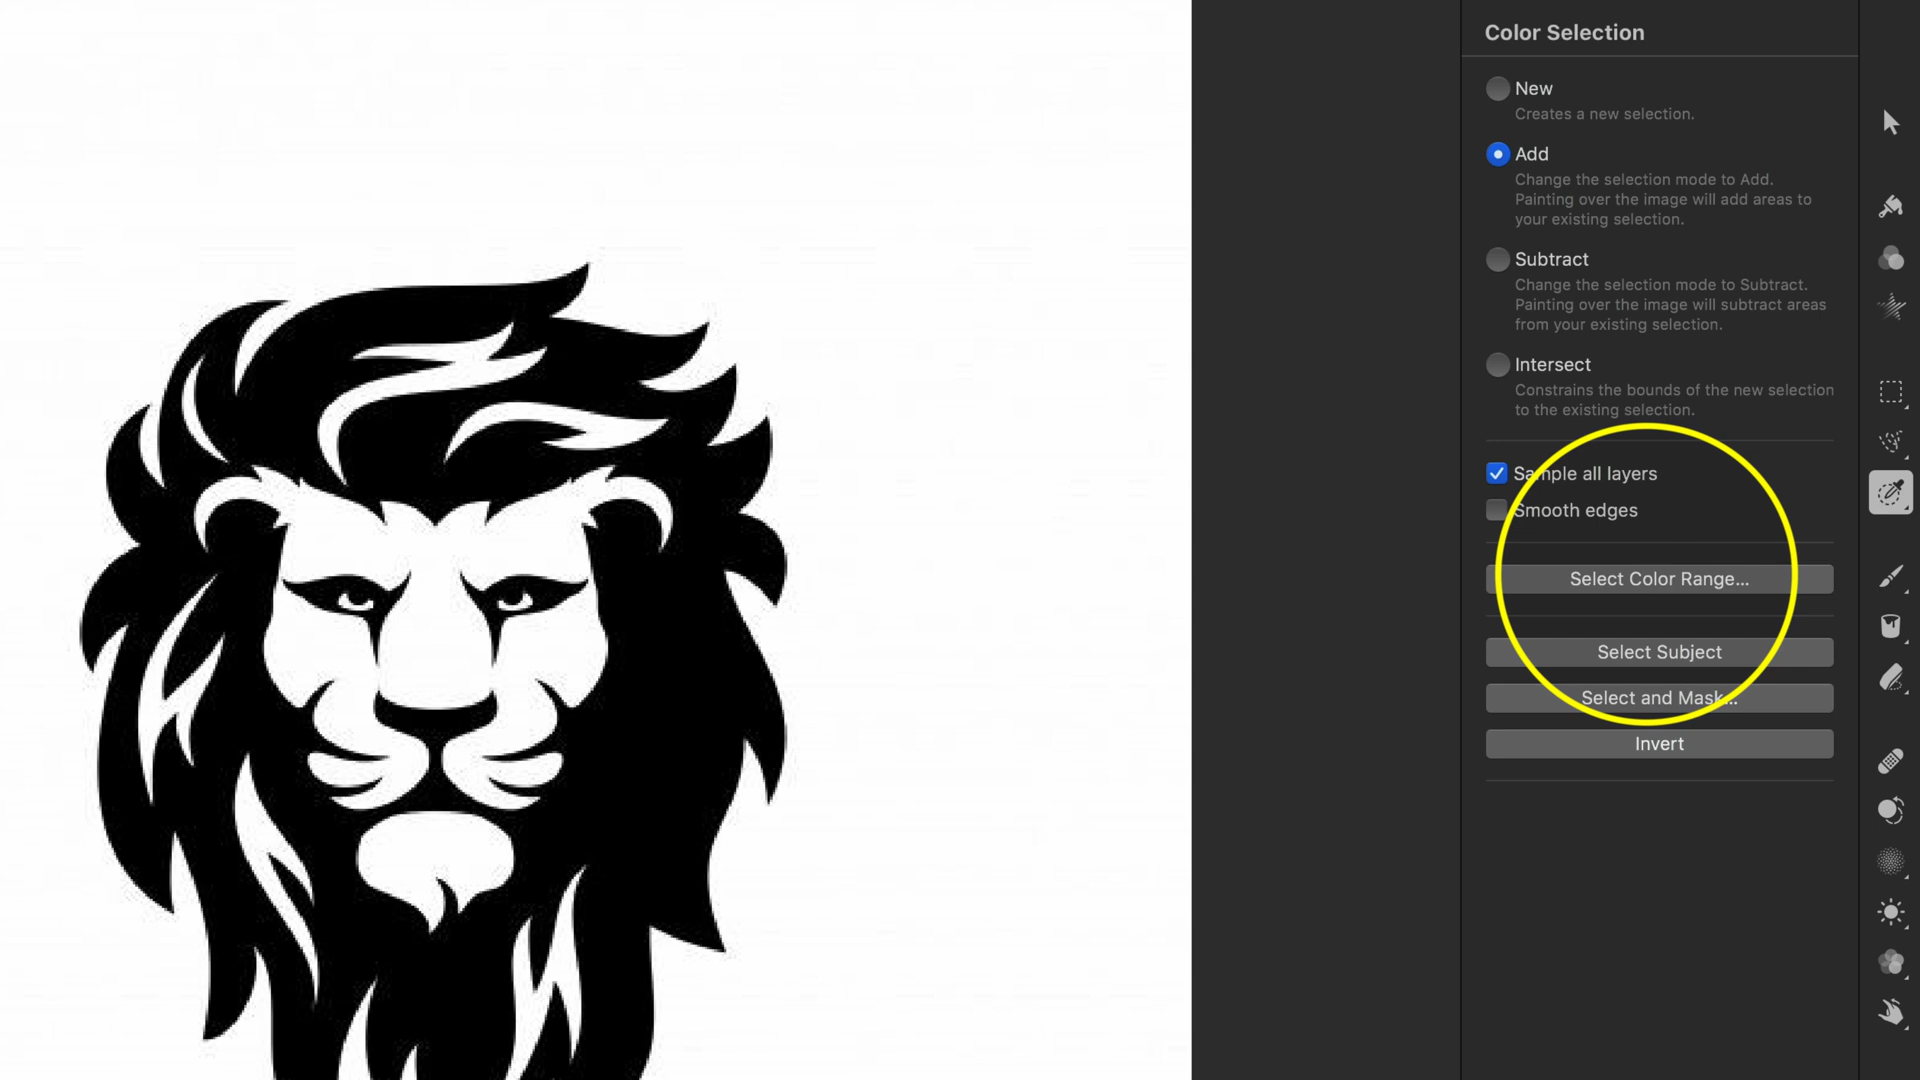 Color Selection
New
Creates a new selection.
Add
Change the selection mode to Add.
Painting over the image will add areas to
your existing selection.
Subtract
Change the selection mode to Subtract.
Painting over the image will subtract areas
from your existing selection.
Intersect
Constrains the bounds of the new selection
to the existing selection.
Sample all layers
Smooth edges
Select Color Range...
Select Subject
Select and Mask...
Invert